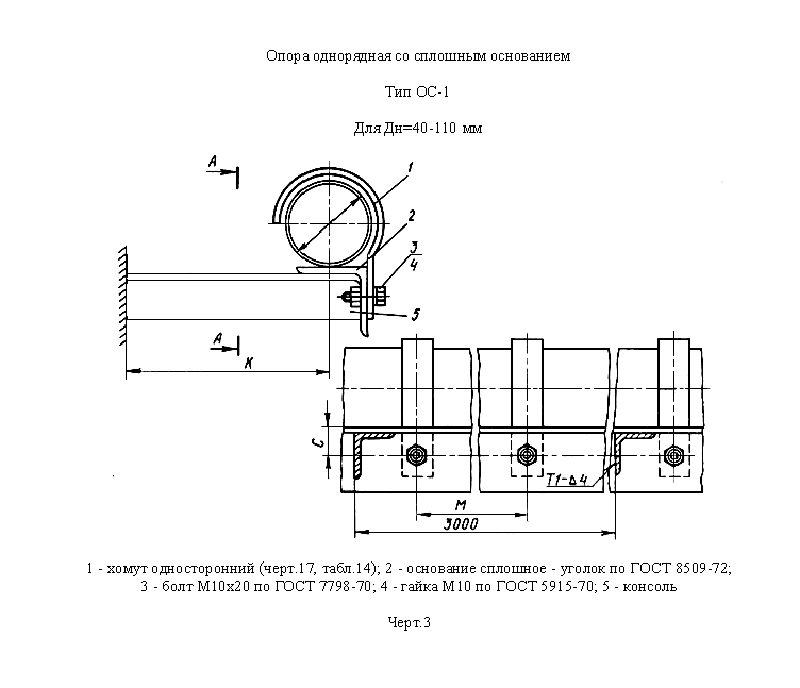 Опора однорядная со сплошным основанием
Тип ОС-1
Для Дн=40-110 мм
А
1
2
3
4
5
А
К
С
Т1-△4
М
3000
1 - хомут односторонний (черт.17, табл.14); 2 - основание сплошное - уголок по ГОСТ 8509-72;
3 - болт М10х20 по ГОСТ 7798-70; 4 - гайка М10 по ГОСТ 5915-70; 5 - консоль
Черт.3